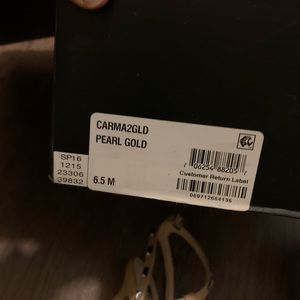 CARMA2GLD
PEARL GOLD
6.5 M
SP16
1215
23306
39832
Customer Return Label